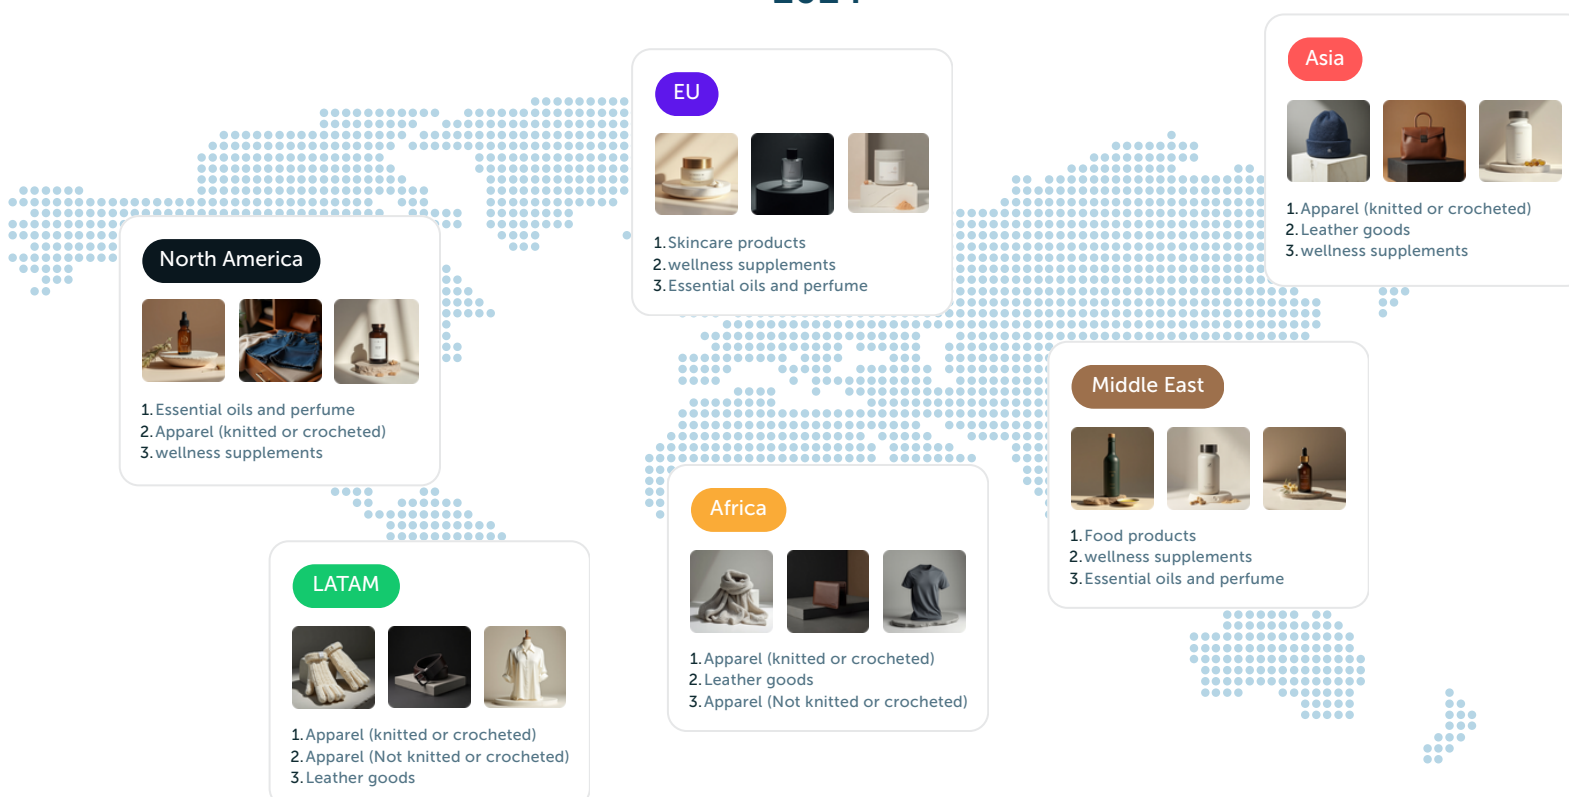 EU
1. Skincare products
2. wellness supplements
3. Essential oils and perfume
Asia
1. Apparel (knitted or crocheted)
2. Leather goods
3. wellness supplements
North America
1. Essential oils and perfume
2. Apparel (knitted or crocheted)
3. wellness supplements
Middle East
1. Food products
2. wellness supplements
3. Essential oils and perfume
Africa
1. Apparel (knitted or crocheted)
2. Leather goods
3. Apparel (Not knitted or crocheted)
LATAM
1. Apparel (knitted or crocheted)
2. Apparel (Not knitted or crocheted)
3. Leather goods